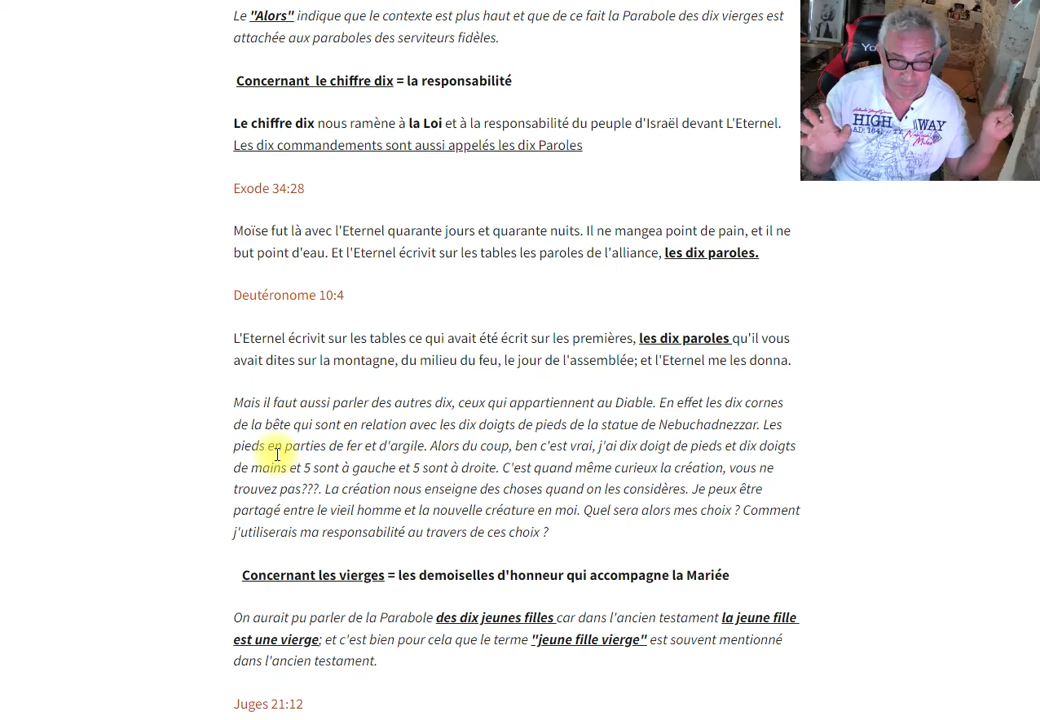 Le "Alors" indique que le contexte est plus haut et que de ce fait la Parabole des dix vierges est
attachée aux paraboles des serviteurs fidèles.
Concernant  le chiffre dix = la responsabilité
Le chiffre dix nous ramène à la Loi et à la responsabilité du peuple d'Israël devant L'Eternel.
Les dix commandements sont aussi appelés les dix Paroles
Exode 34:28
Moïse fut là avec l'Eternel quarante jours et quarante nuits. Il ne mangea point de pain, et il ne
but point d'eau. Et l'Eternel écrivit sur les tables les paroles de l'alliance, les dix paroles.
Deutéronome 10:4
L'Eternel écrivit sur les tables ce qui avait été écrit sur les premières, les dix paroles qu'il vous
avait dites sur la montagne, du milieu du feu, le jour de l'assemblée; et l'Eternel me les donna.
Mais il faut aussi parler des autres dix, ceux qui appartiennent au Diable. En effet les dix cornes
de la bête qui sont en relation avec les dix doigts de pieds de la statue de Nebuchadnezzar. Les
pieds en parties de fer et d'argile. Alors du coup, ben c'est vrai, j'ai dix doigt de pieds et dix doigts
de mains et 5 sont à gauche et 5 sont à droite. C'est quand même curieux la création, vous ne
trouvez pas???. La création nous enseigne des choses quand on les considères. Je peux être
partagé entre le vieil homme et la nouvelle créature en moi. Quel sera alors mes choix ? Comment
j'utiliserais ma responsabilité au travers de ces choix ?
Concernant les vierges = les demoiselles d'honneur qui accompagne la Mariée
On aurait pu parler de la Parabole des dix jeunes filles car dans l'ancien testament la jeune fille
est une vierge; et c'est bien pour cela que le terme "jeune fille vierge" est souvent mentionné
dans l'ancien testament.
Juges 21:12
Yo
HIGH WAY